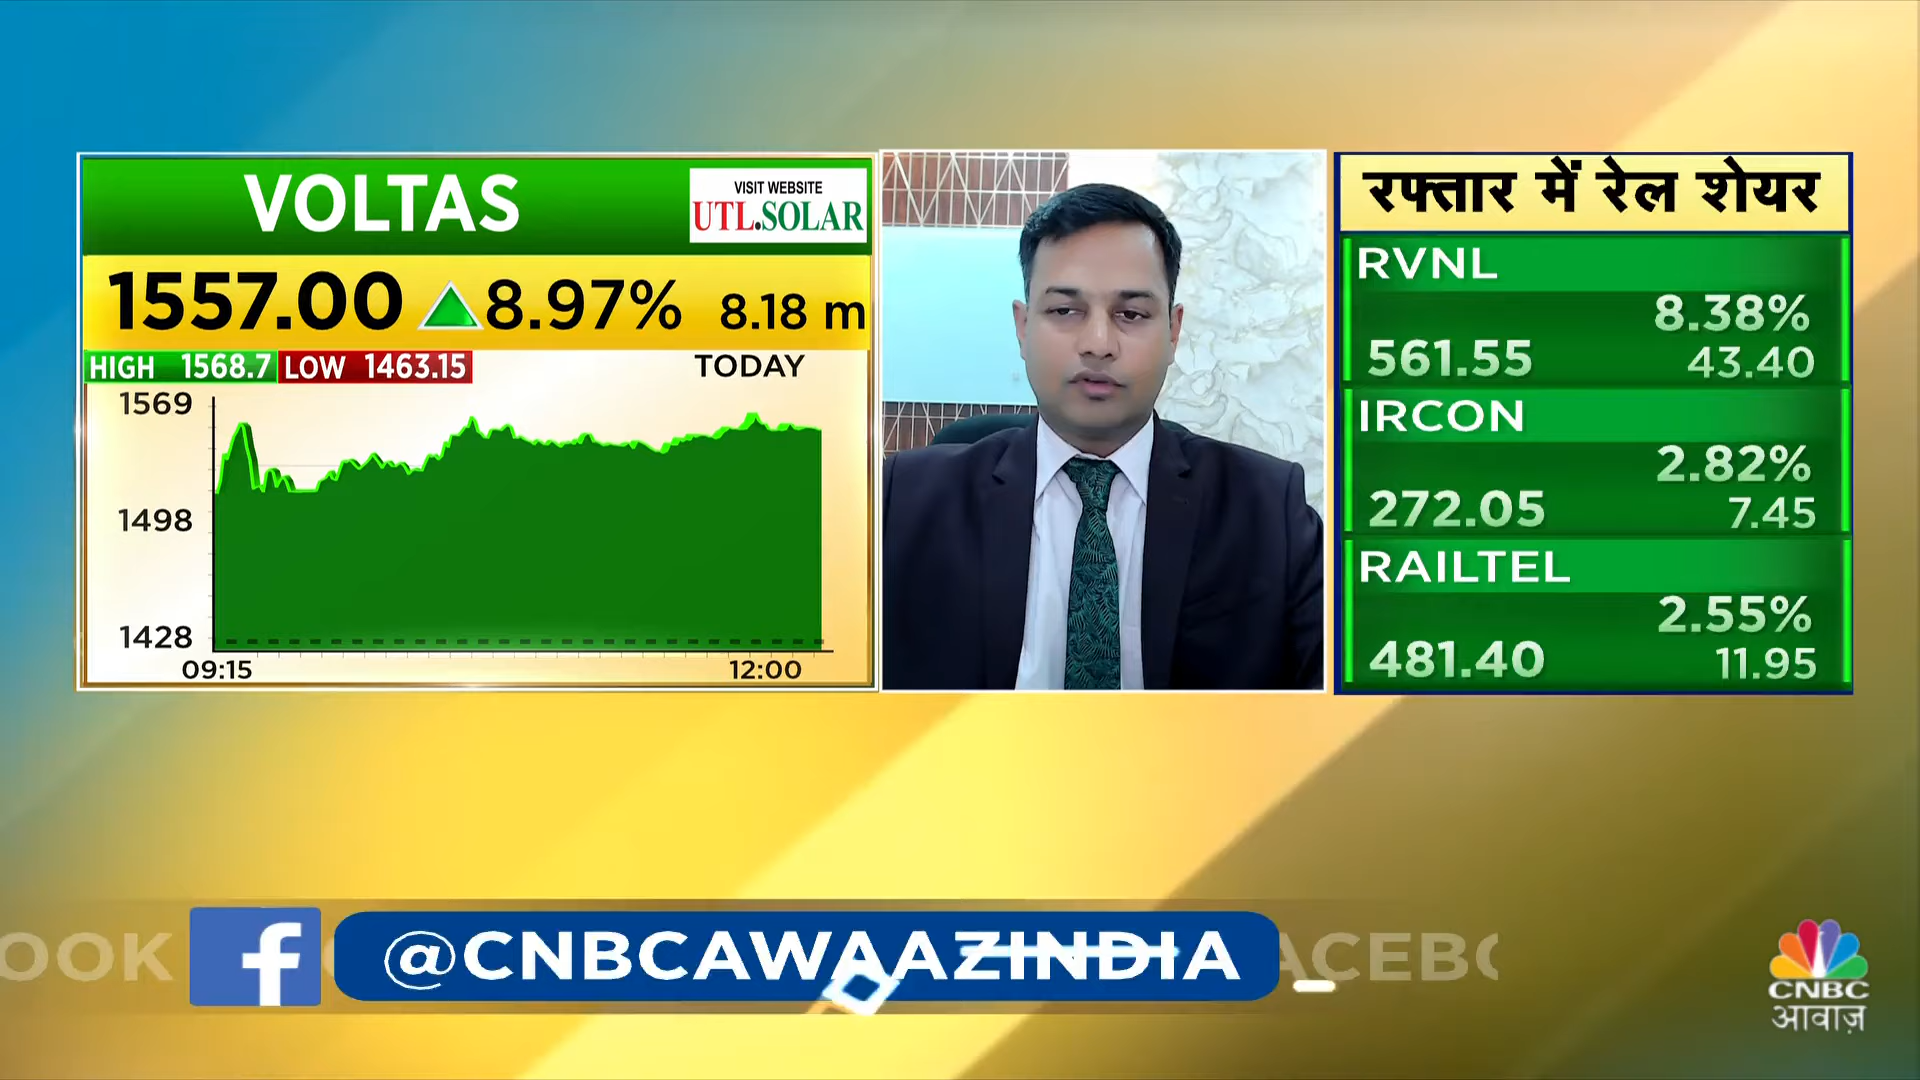 VOLTAS
VISIT WEBSITE
UTL.SOLAR
1557.00 8.97% 8.18 m
HIGH 1568.7 LOW 1463.15 TODAY
1569
1498
1428
09:15 12:00
रफ्तार में रेल शेयर
RVNL
8.38%
561.55 43.40
IRCON
2.82%
272.05 7.45
RAILTEL
2.55%
481.40 11.95
OOK f @CNBCAWAAZINDIA ACEBO
CNBC
आवाज़